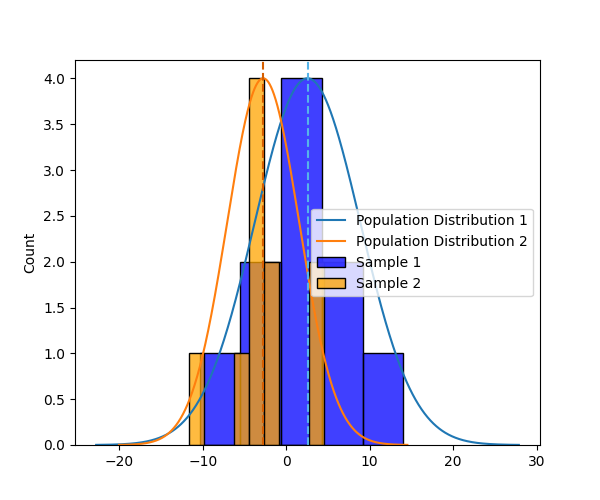 4.0
3.5
3.0
2.5
2.0
1.5
1.0
0.5
0.0
Count
Population Distribution 1
Population Distribution 2
Sample 1
Sample 2
−20 −10 0 10 20 30